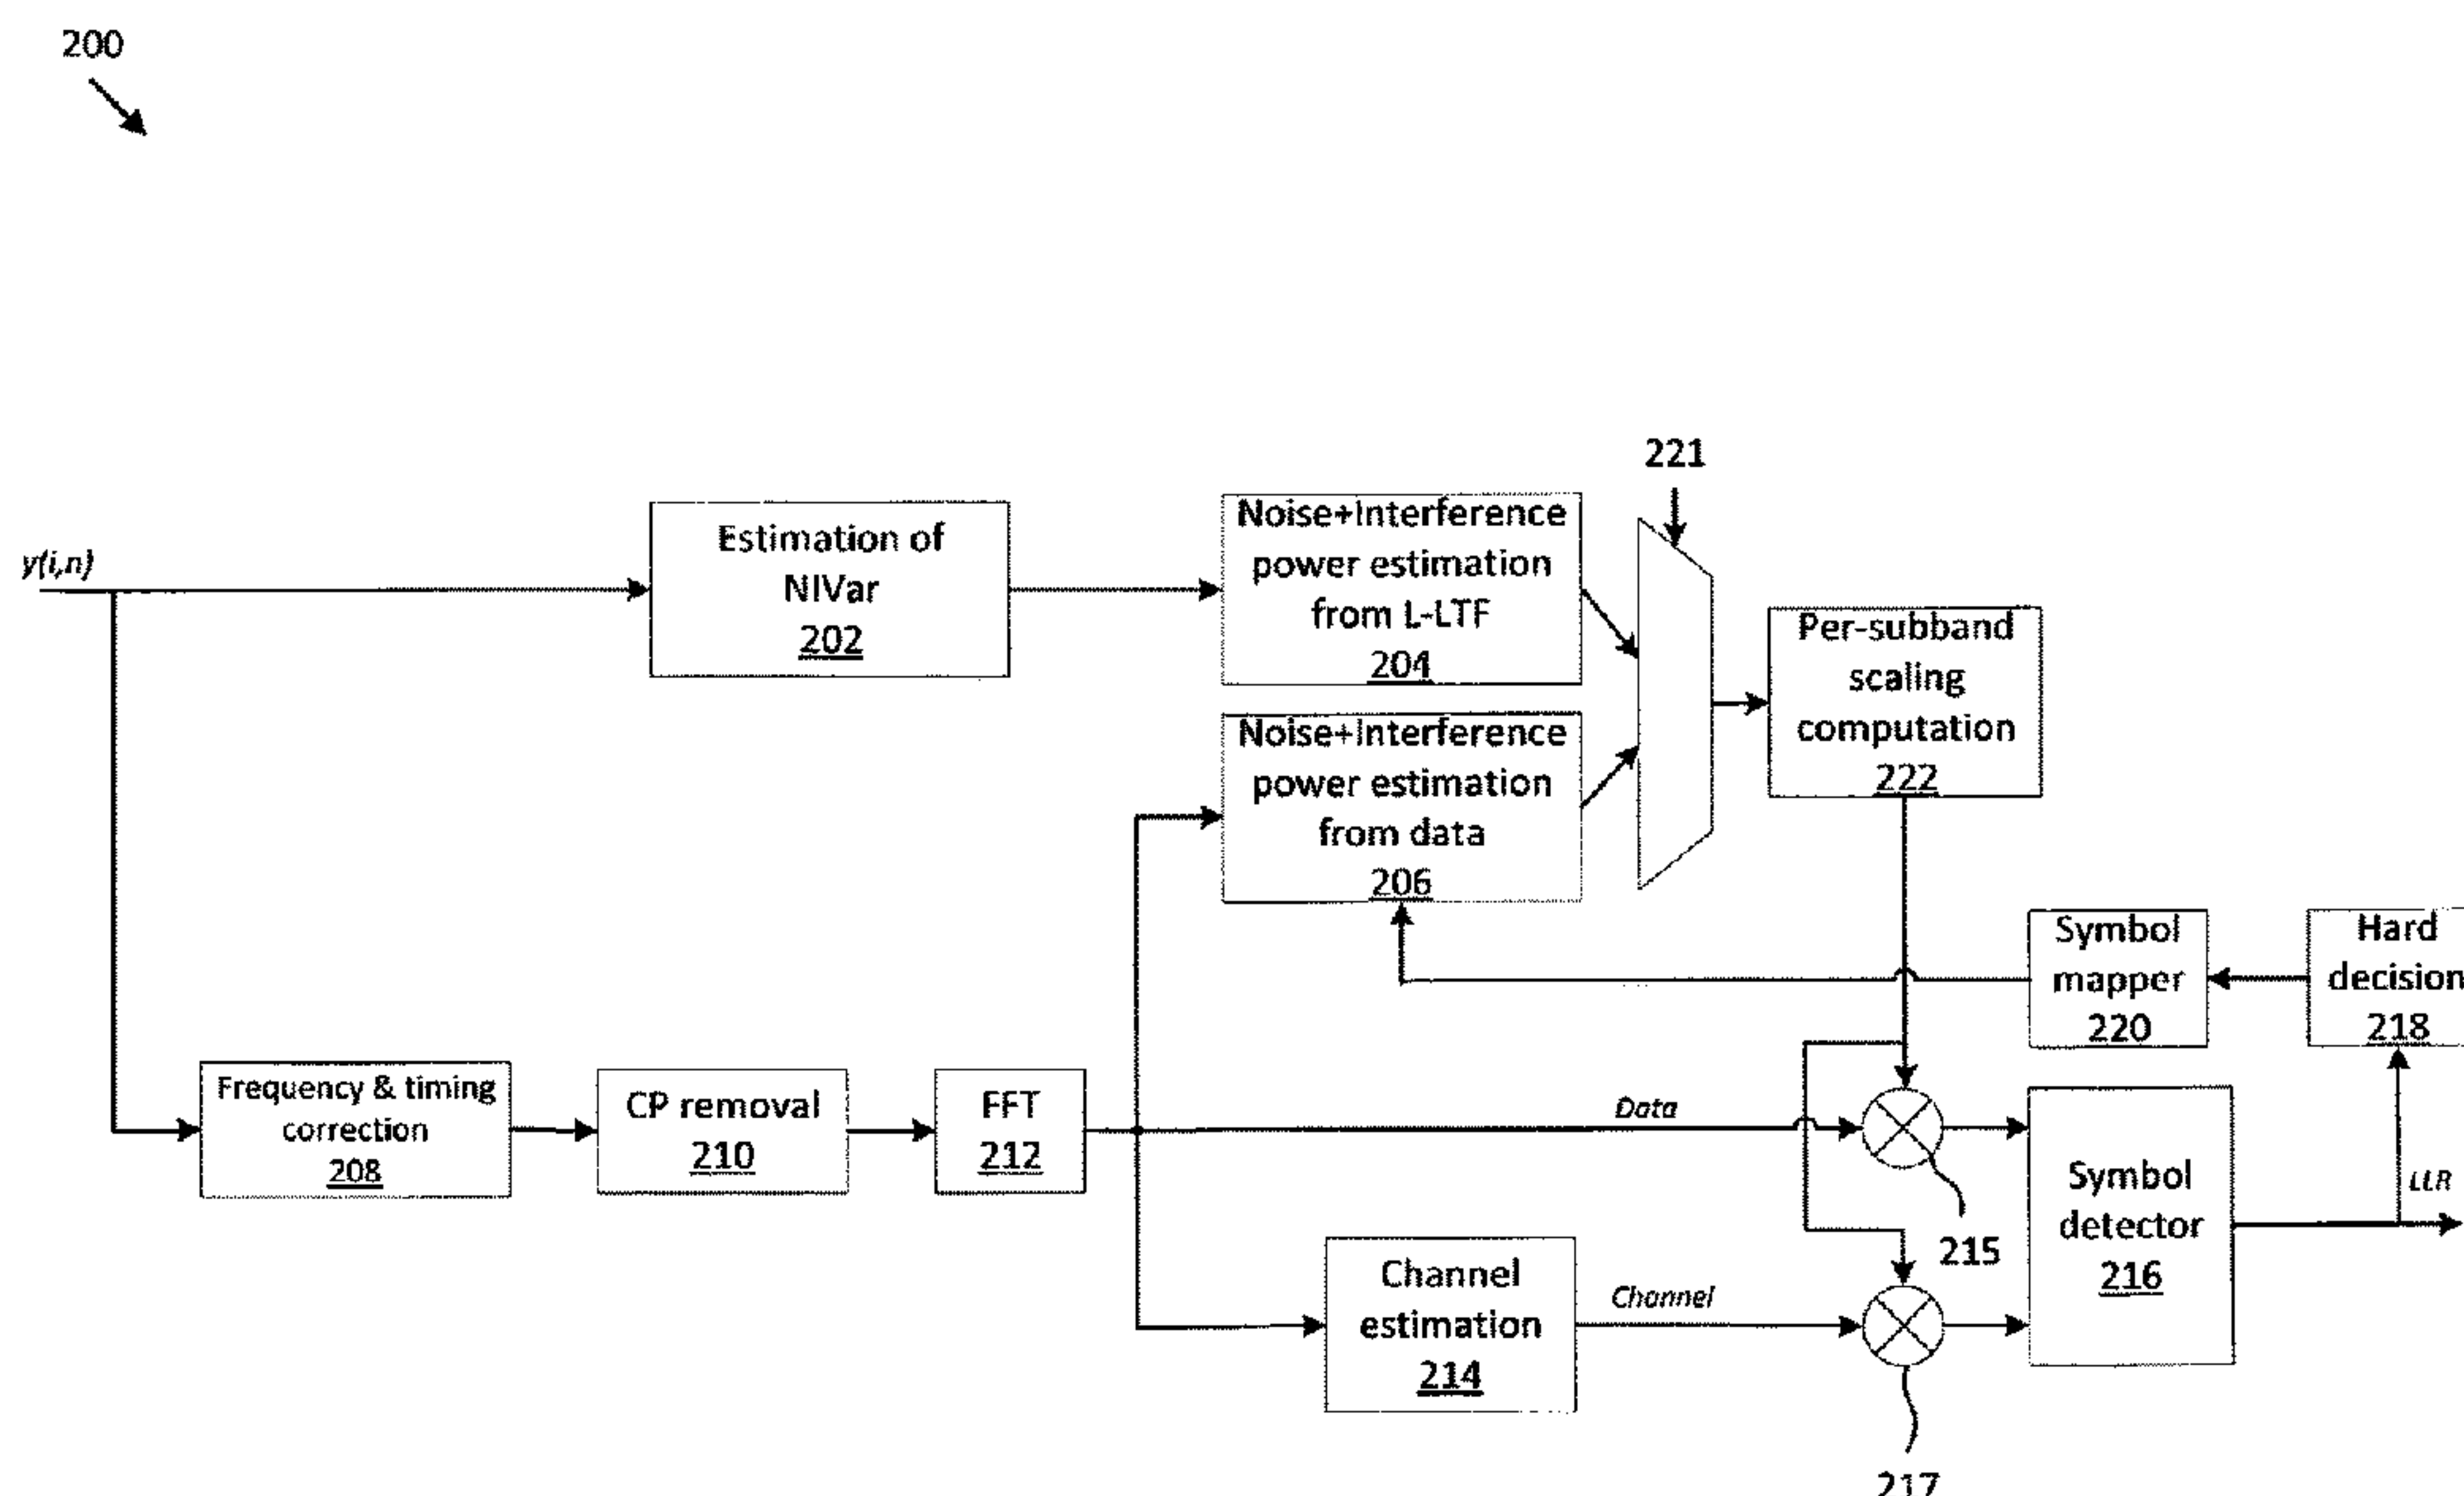 200
221
y(i,n)
Estimation of
NIVar
202
Noise+Interference
power estimation
from L-LTF
204
Per-subband
scaling
computation
222
Noise+Interference
power estimation
from data
206
Symbol
mapper
220
Hard
decision
218
Frequency & timing
correction
208
CP removal
210
FFT
212
Data
215
Symbol
detector
216
LLR
Channel
estimation
214
Channel
217